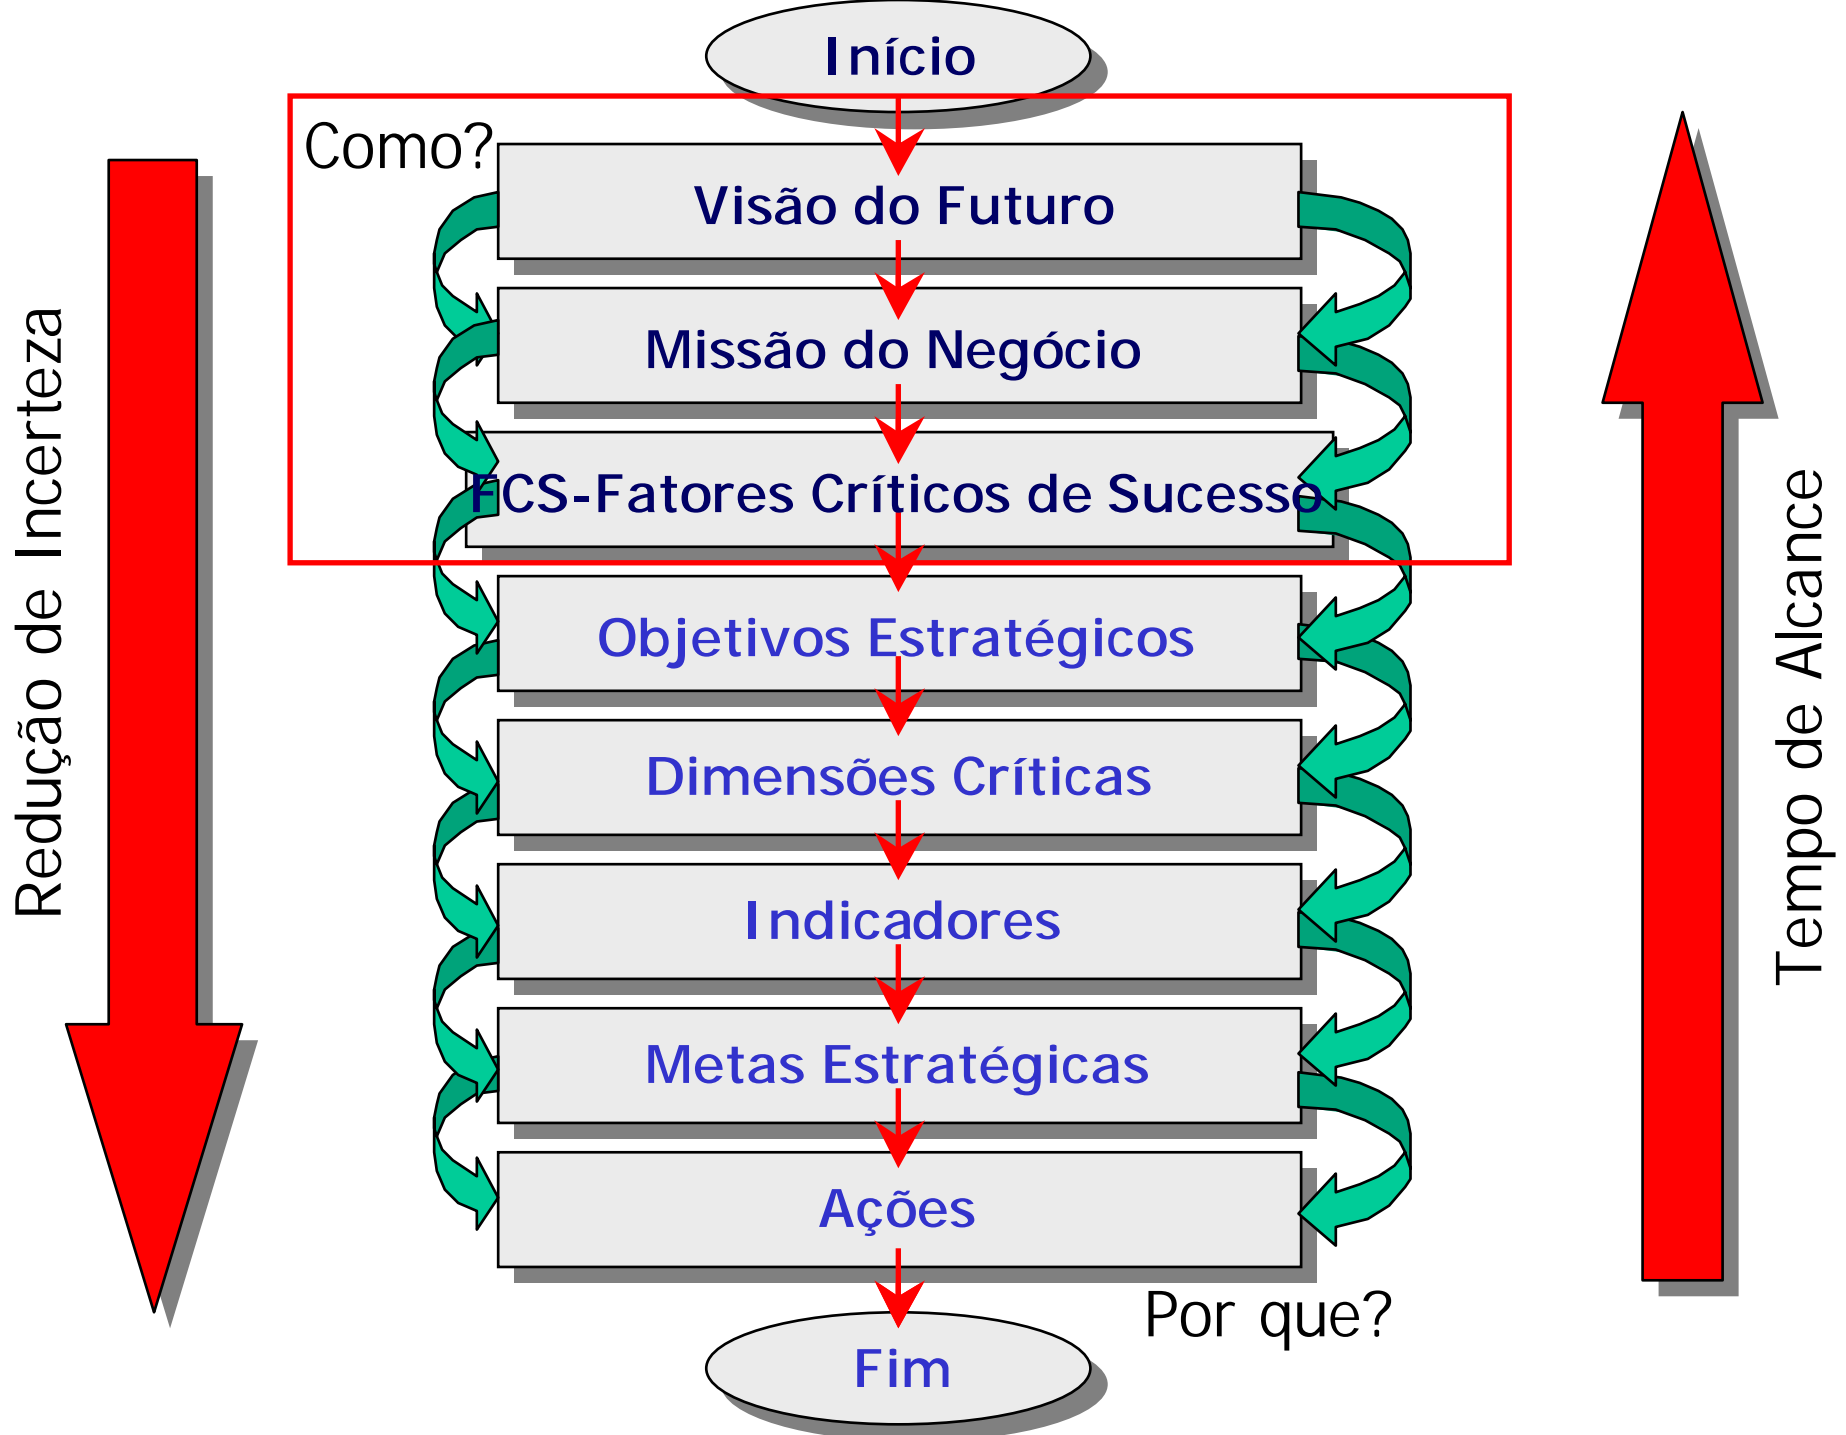 Início
Como?
Visão do Futuro
Missão do Negócio
FCS-Fatores Críticos de Sucesso
Objetivos Estratégicos
Dimensões Críticas
Indicadores
Metas Estratégicas
Ações
Por que?
Fim
Redução de Incerteza
Tempo de Alcance